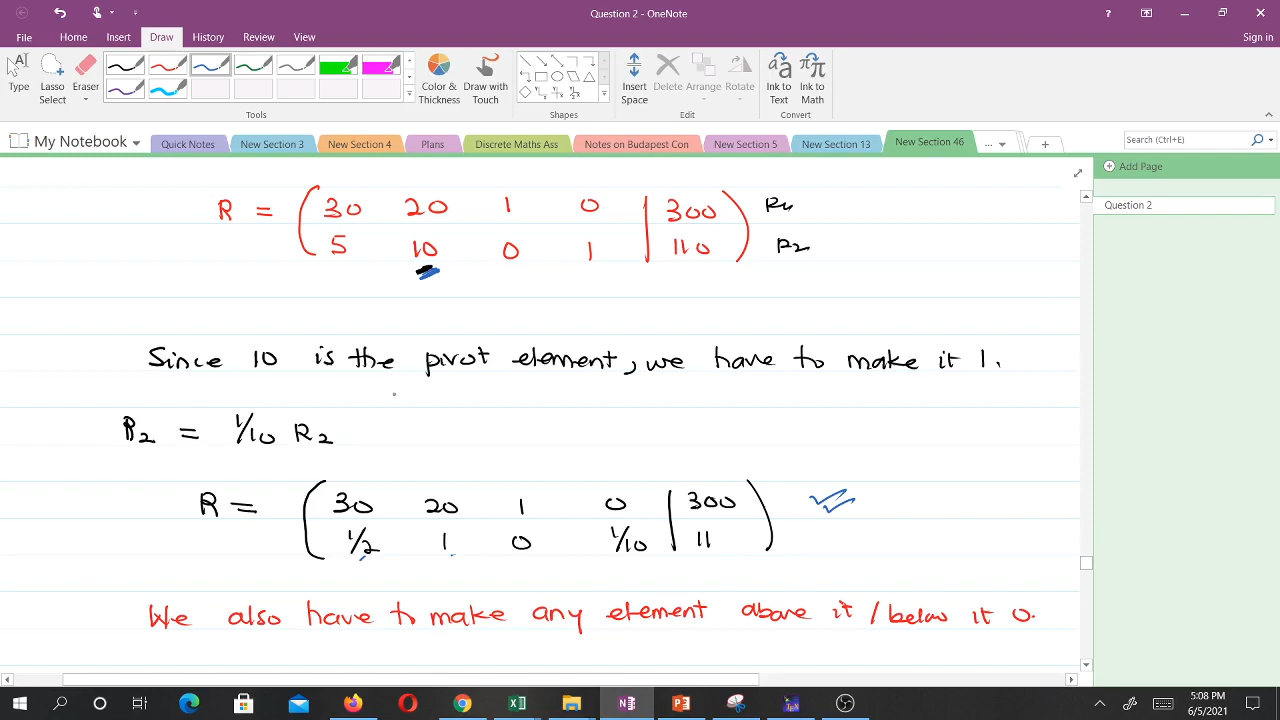 Question 2 - OneNote
Sign in
File Home Insert Draw History Review View
Type
Lasso Select
Eraser
Color & Thickness
Draw with Touch
Insert Space
Delete
Arrange
Rotate
Ink to Text
Ink to Math
Tools
Shapes
Edit
Convert
My Notebook
Quick Notes
New Section 3
New Section 4
Plans
Discrete Maths Ass
Notes on Budapest Con
New Section 5
New Section 13
New Section 46
...
Search (Ctrl+E)
Add Page
Question 2
R = ( 30 20 1 0 | 300 ) R1
5 10 0 1 | 110 R2
Since 10 is the pivot element, we have to make it 1.
R2 = 1/10 R2
R = ( 30 20 1 0 | 300 )
1/2 1 0 1/10 | 11
We also have to make any element above it / below it 0.
5:08 PM
6/5/2021